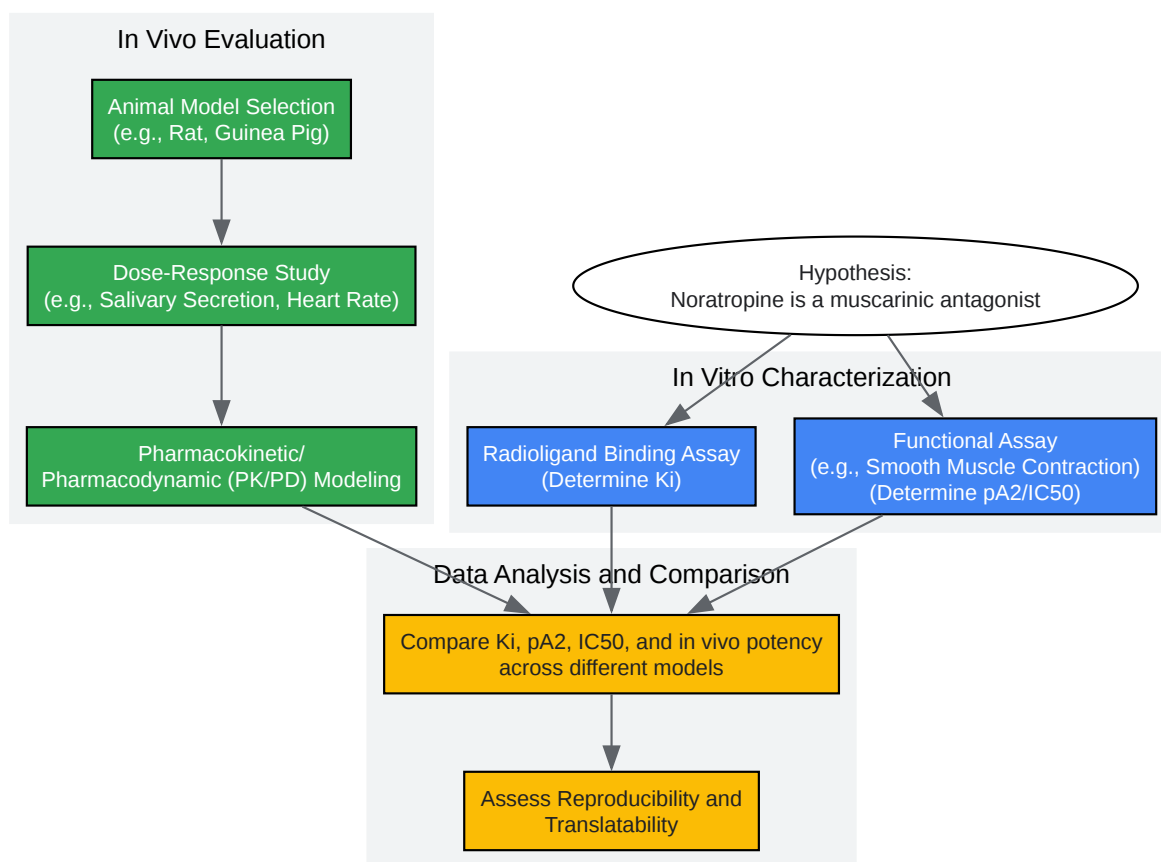 In Vivo Evaluation
Animal Model Selection
(e.g., Rat, Guinea Pig)
Dose-Response Study
(e.g., Salivary Secretion, Heart Rate)
Pharmacokinetic/
Pharmacodynamic (PK/PD) Modeling
Hypothesis:
Noratropine is a muscarinic antagonist
In Vitro Characterization
Radioligand Binding Assay
(Determine Ki)
Functional Assay
(e.g., Smooth Muscle Contraction)
(Determine pA2/IC50)
Data Analysis and Comparison
Compare Ki, pA2, IC50, and in vivo potency
across different models
Assess Reproducibility and
Translatability